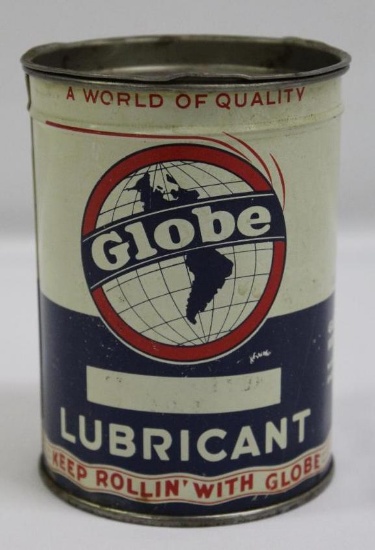 A WORLD OF QUALITY
Globe
LUBRICANT
KEEP ROLLIN' WITH GLOBE